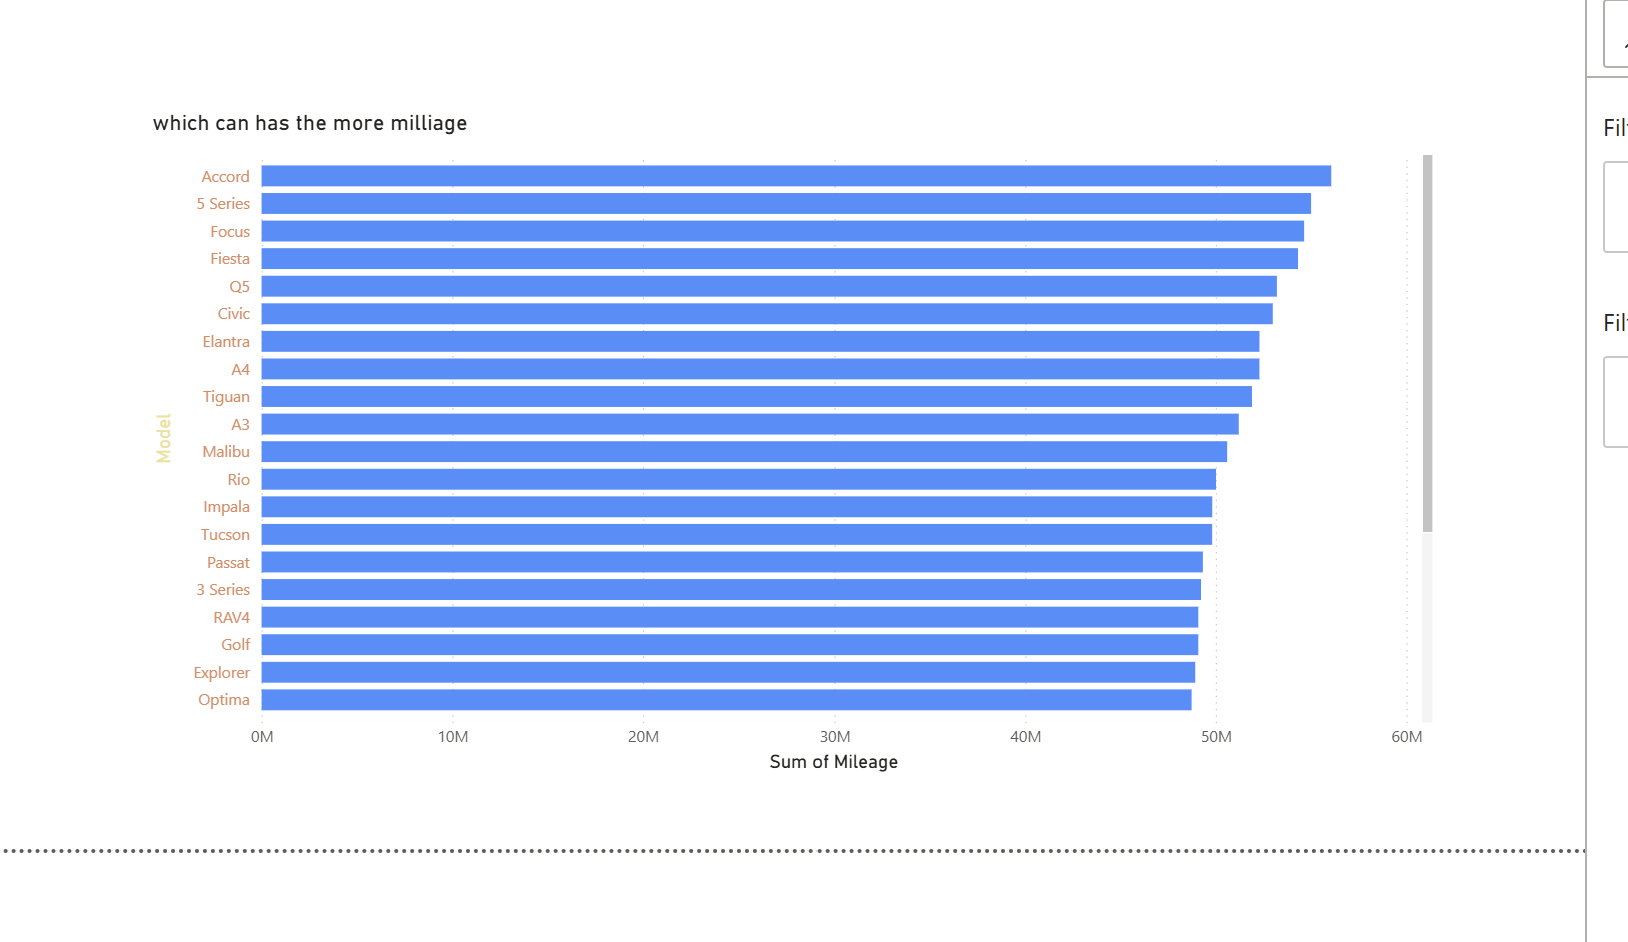 which can has the more milliage
Accord
5 Series
Focus
Fiesta
Q5
Civic
Elantra
A4
Tiguan
A3
Malibu
Rio
Impala
Tucson
Passat
3 Series
RAV4
Golf
Explorer
Optima
Model
0M 10M 20M 30M 40M 50M 60M
Sum of Mileage
Fil
Fil